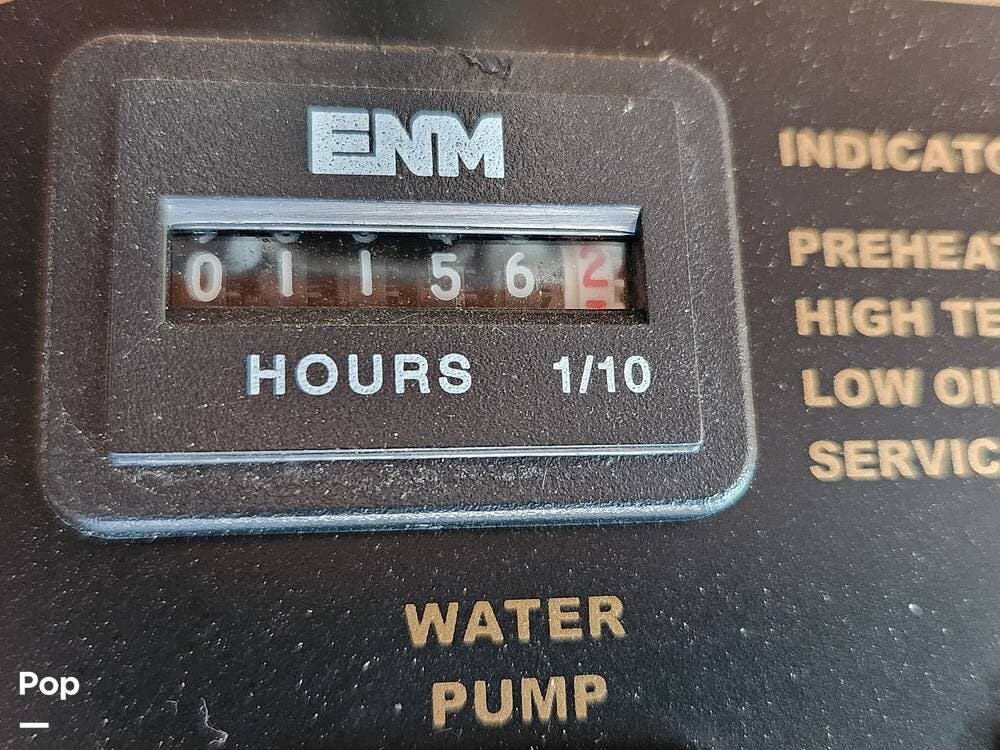 ENM
011562
HOURS 1/10
INDICATO
PREHEAT
HIGH TE
LOW OI
SERVIC
WATER
PUMP
Pop